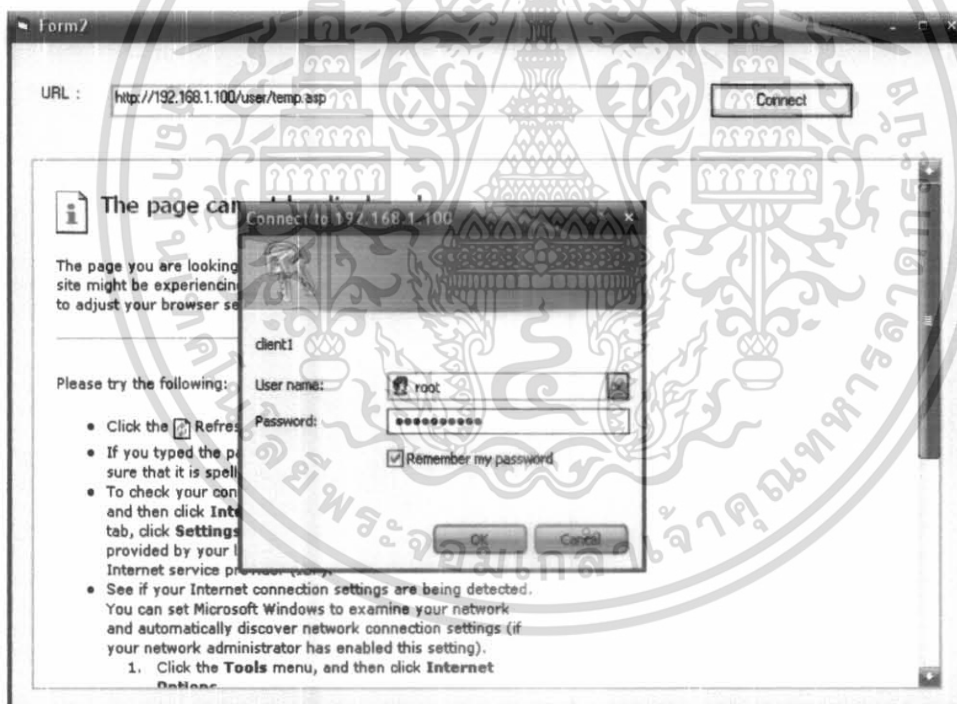 Form2
URL :
http://192.168.1.100/user/temp.asp
Connect
The page can
The page you are looking
site might be experiencing
to adjust your browser se
Please try the following:
Click the Refres
If you typed the pa
sure that it is spell
To check your con
and then click Inte
tab, click Settings
provided by your l
Internet service provider (ISP).
See if your Internet connection settings are being detected.
You can set Microsoft Windows to examine your network
and automatically discover network connection settings (if
your network administrator has enabled this setting).
1. Click the Tools menu, and then click Internet
Options
Connect to 192.168.1.100
client1
User name:
root
Password:
Remember my password
OK
Cancel